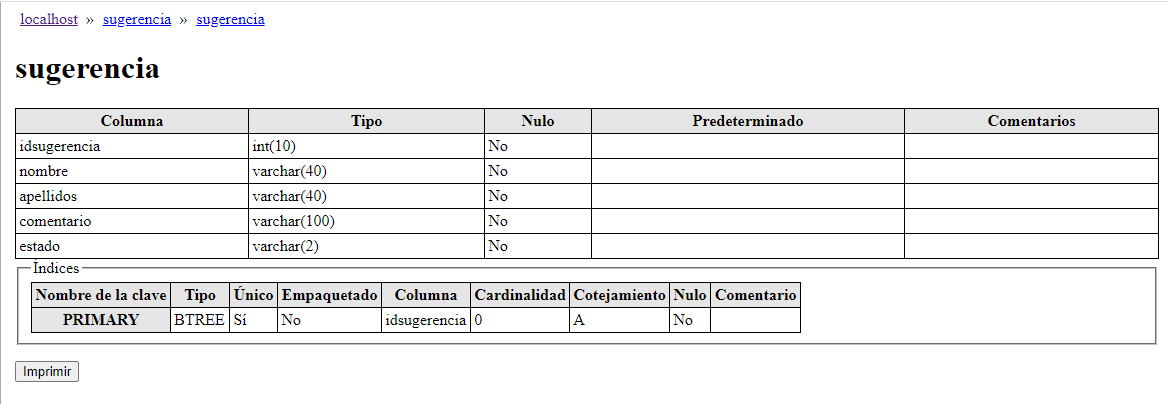 localhost » sugerencia » sugerencia
sugerencia
Columna Tipo Nulo Predeterminado Comentarios
idsugerencia int(10) No
nombre varchar(40) No
apellidos varchar(40) No
comentario varchar(100) No
estado varchar(2) No
Índices
Nombre de la clave Tipo Único Empaquetado Columna Cardinalidad Cotejamiento Nulo Comentario
PRIMARY BTREE Sí No idsugerencia 0 A No
Imprimir